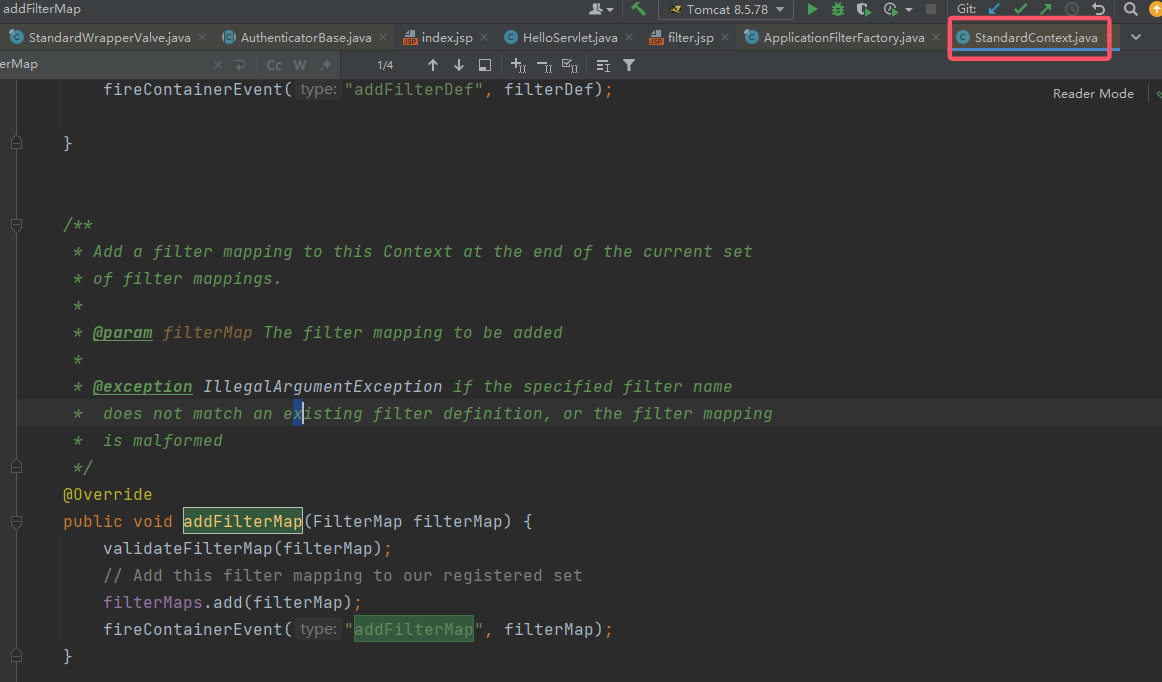 addFilterMap
Tomcat 8.5.78
Git:
StandardWrapperValve.java
AuthenticatorBase.java
index.jsp
HelloServlet.java
filter.jsp
ApplicationFilterFactory.java
StandardContext.java
erMap
Cc W .*
1/4
fireContainerEvent( type: "addFilterDef", filterDef);
Reader Mode
}
/**
* Add a filter mapping to this Context at the end of the current set
* of filter mappings.
*
* @param filterMap The filter mapping to be added
*
* @exception IllegalArgumentException if the specified filter name
* does not match an existing filter definition, or the filter mapping
* is malformed
*/
@Override
public void addFilterMap(FilterMap filterMap) {
validateFilterMap(filterMap);
// Add this filter mapping to our registered set
filterMaps.add(filterMap);
fireContainerEvent( type: "addFilterMap", filterMap);
}